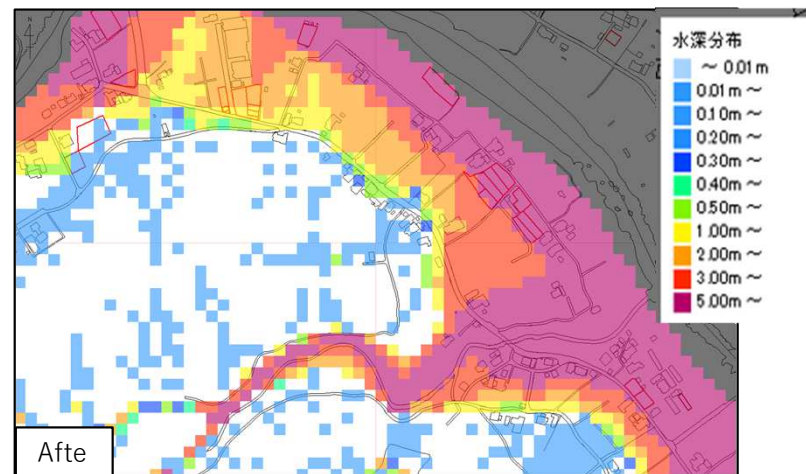 水深分布
～ 0.01 m
0.01 m ～
0.10 m ～
0.20m ～
0.30m ～
0.40m ～
0.50m ～
1.00m ～
2.00m ～
3.00m ～
5.00m ～
Afte